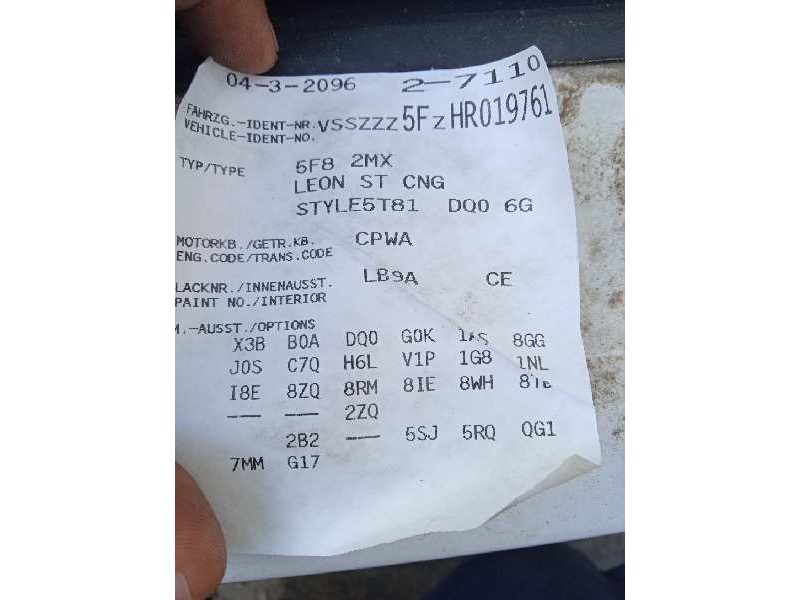 04-3-2096 2-7110
FAHRZG.-IDENT-NR. VSSZZZ5FZHR019761
VEHICLE-IDENT-NO.
TYP/TYPE 5F8 2MX
LEON ST CNG
STYLE5T81 DQ0 6G
MOTORKB./GETR.KB. CPWA
ENG.CODE/TRANS.CODE
LACKNR./INNENAUSST. LB9A CE
PAINT NO./INTERIOR
M.-AUSST./OPTIONS
X3B B0A DQ0 G0K 8GG
J0S C7Q H6L V1P 1G8 1NL
I8E 8ZQ 8RM 8IE 8WH
--- --- 2ZQ
2B2 --- 5SJ 5RQ QG1
7MM G17